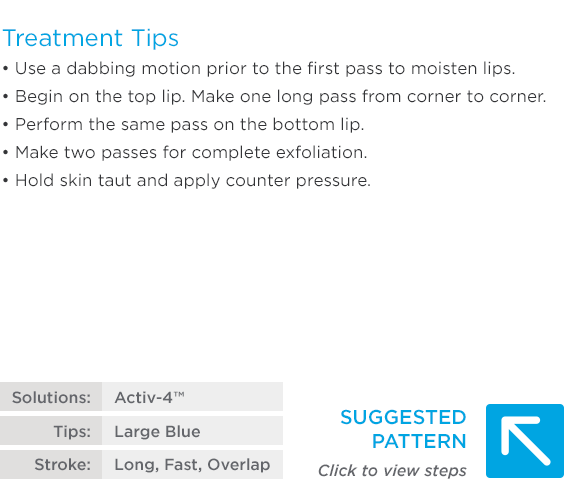 Treatment Tips
• Use a dabbing motion prior to the first pass to moisten lips.
• Begin on the top lip. Make one long pass from corner to corner.
• Perform the same pass on the bottom lip.
• Make two passes for complete exfoliation.
• Hold skin taut and apply counter pressure.
Solutions: Activ-4™
Tips: Large Blue
Stroke: Long, Fast, Overlap
SUGGESTED
PATTERN
Click to view steps